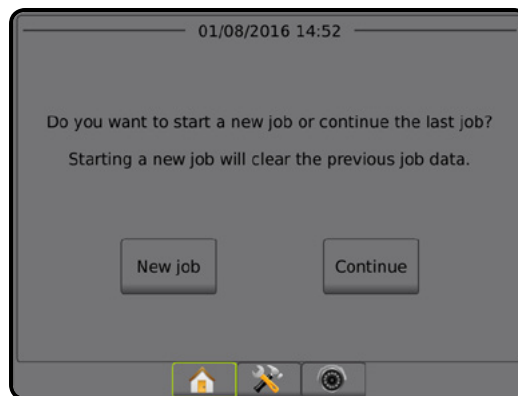 01/08/2016 14:52
Do you want to start a new job or continue the last job?
Starting a new job will clear the previous job data.
New job
Continue